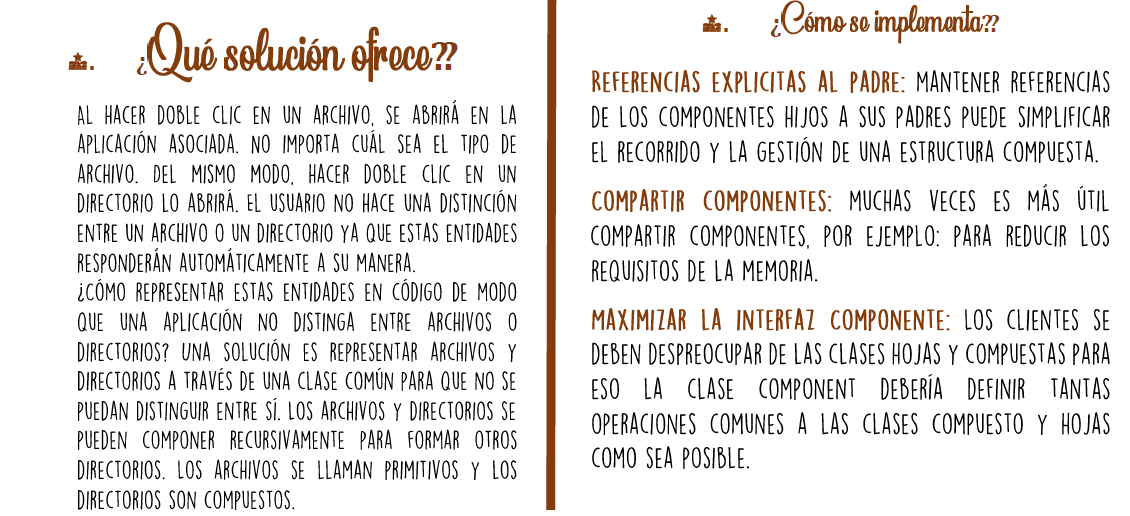 ¿Qué solución ofrece??
AL HACER DOBLE CLIC EN UN ARCHIVO, SE ABRIRÁ EN LA
APLICACIÓN ASOCIADA. NO IMPORTA CUÁL SEA EL TIPO DE
ARCHIVO. DEL MISMO MODO, HACER DOBLE CLIC EN UN
DIRECTORIO LO ABRIRÁ. EL USUARIO NO HACE UNA DISTINCIÓN
ENTRE UN ARCHIVO O UN DIRECTORIO YA QUE ESTAS ENTIDADES
RESPONDERÁN AUTOMÁTICAMENTE A SU MANERA.
¿CÓMO REPRESENTAR ESTAS ENTIDADES EN CÓDIGO DE MODO
QUE UNA APLICACIÓN NO DISTINGA ENTRE ARCHIVOS O
DIRECTORIOS? UNA SOLUCIÓN ES REPRESENTAR ARCHIVOS Y
DIRECTORIOS A TRAVÉS DE UNA CLASE COMÚN PARA QUE NO SE
PUEDAN DISTINGUIR ENTRE SÍ. LOS ARCHIVOS Y DIRECTORIOS SE
PUEDEN COMPONER RECURSIVAMENTE PARA FORMAR OTROS
DIRECTORIOS. LOS ARCHIVOS SE LLAMAN PRIMITIVOS Y LOS
DIRECTORIOS SON COMPUESTOS.
¿Cómo se implementa??
REFERENCIAS EXPLICITAS AL PADRE: MANTENER REFERENCIAS
DE LOS COMPONENTES HIJOS A SUS PADRES PUEDE SIMPLIFICAR
EL RECORRIDO Y LA GESTIÓN DE UNA ESTRUCTURA COMPUESTA.
COMPARTIR COMPONENTES: MUCHAS VECES ES MÁS ÚTIL
COMPARTIR COMPONENTES, POR EJEMPLO: PARA REDUCIR LOS
REQUISITOS DE LA MEMORIA.
MAXIMIZAR LA INTERFAZ COMPONENTE: LOS CLIENTES SE
DEBEN DESPREOCUPAR DE LAS CLASES HOJAS Y COMPUESTAS PARA
ESO LA CLASE COMPONENT DEBERÍA DEFINIR TANTAS
OPERACIONES COMUNES A LAS CLASES COMPUESTO Y HOJAS
COMO SEA POSIBLE.